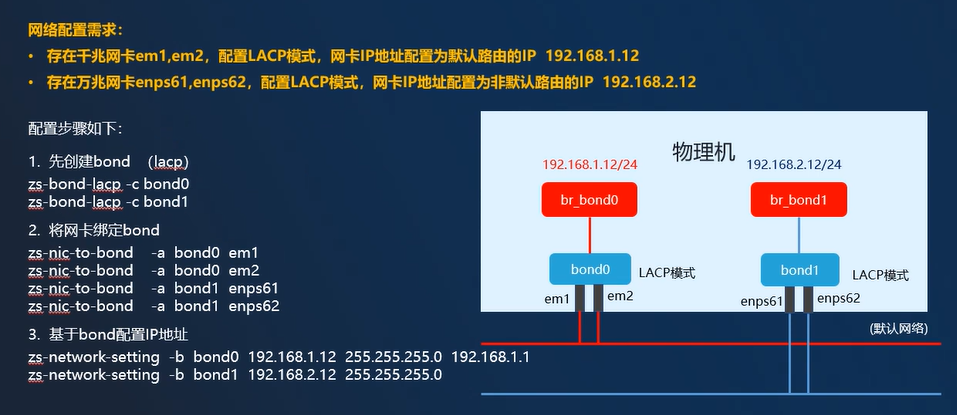 网络配置需求：
• 存在千兆网卡em1,em2，配置LACP模式，网卡IP地址配置为默认路由的IP 192.168.1.12
• 存在万兆网卡enps61,enps62，配置LACP模式，网卡IP地址配置为非默认路由的IP 192.168.2.12
配置步骤如下：
1. 先创建bond （lacp）
zs-bond-lacp -c bond0
zs-bond-lacp -c bond1
2. 将网卡绑定bond
zs-nic-to-bond -a bond0 em1
zs-nic-to-bond -a bond0 em2
zs-nic-to-bond -a bond1 enps61
zs-nic-to-bond -a bond1 enps62
3. 基于bond配置IP地址
zs-network-setting -b bond0 192.168.1.12 255.255.255.0 192.168.1.1
zs-network-setting -b bond1 192.168.2.12 255.255.255.0
物理机
192.168.1.12/24
192.168.2.12/24
br_bond0
br_bond1
bond0
LACP模式
bond1
LACP模式
em1
em2
enps61
enps62
(默认网络)